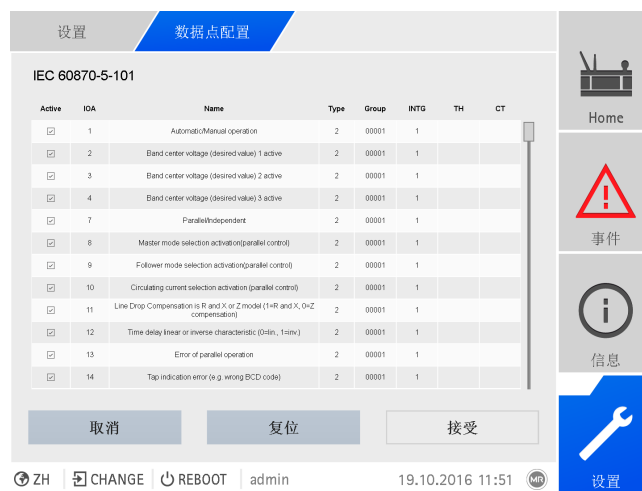 设置
数据点配置
IEC 60870-5-101
Active IOA Name Type Group INTG TH CT
1 Automatic/Manual operation 2 00001 1
2 Band center voltage (desired value) 1 active 2 00001 1
3 Band center voltage (desired value) 2 active 2 00001 1
4 Band center voltage (desired value) 3 active 2 00001 1
7 Parallel/Independent 2 00001 1
8 Master mode selection activation(parallel control) 2 00001 1
9 Follower mode selection activation(parallel control) 2 00001 1
10 Circulating current selection activation (parallel control) 2 00001 1
11 Line Drop Compensation is R and X or Z model (1=R and X, 0=Z
compensation) 2 00001 1
12 Time delay linear or inverse characteristic (0=lin., 1=inv.) 2 00001 1
13 Error of parallel operation 2 00001 1
14 Tap indication error (e.g. wrong BCD code) 2 00001 1
取消
复位
接受
ZH CHANGE REBOOT admin 19.10.2016 11:51 MR
Home
事件
信息
设置